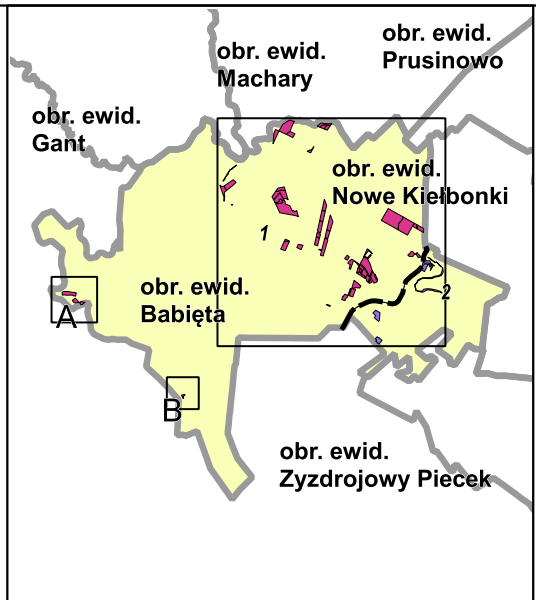 obr. ewid.
Prusinowo
obr. ewid.
Machary
obr. ewid.
Gant
obr. ewid.
Nowe Kiełbonki
1
obr. ewid.
Babięta
2
A
B
obr. ewid.
Zyzdrojowy Piecek